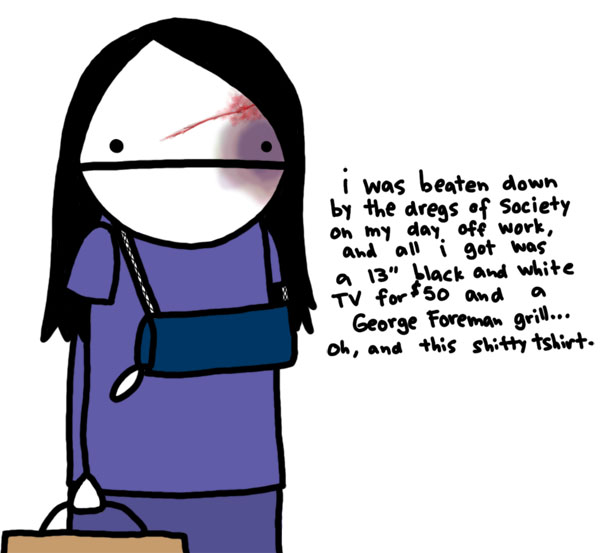 i was beaten down
by the dregs of society
on my day off work,
and all i got was
a 13" black and white
TV for $50 and a
George Foreman grill...
Oh, and this shitty tshirt.